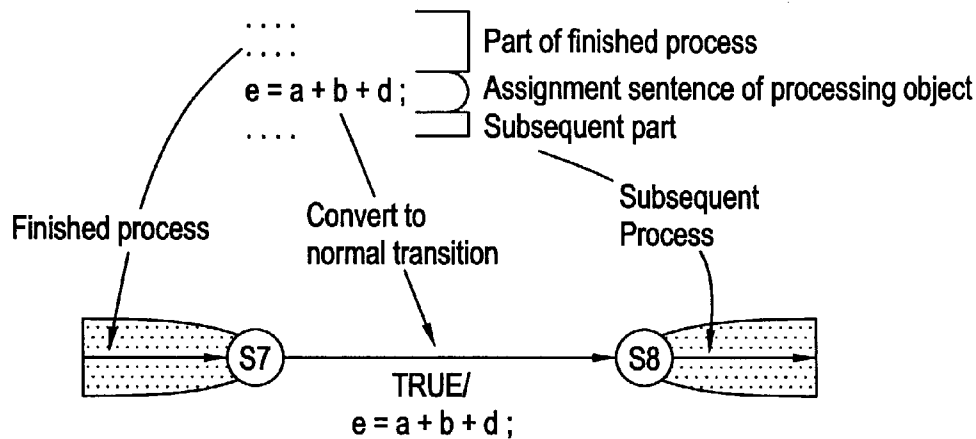 . . . .
. . . .
Part of finished process
e = a + b + d ;
Assignment sentence of processing object
. . . .
Subsequent part
Finished process
Convert to
normal transition
Subsequent
Process
S7
S8
TRUE/
e = a + b + d ;